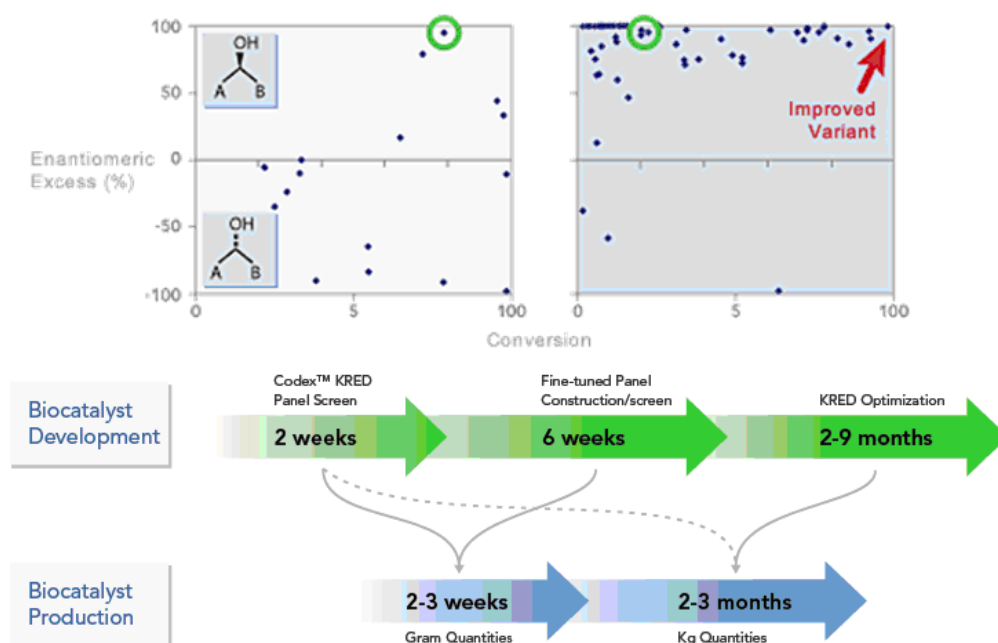 100
50
0
-50
-100
Enantiomeric
Excess (%)
OH
A B
OH
A B
0 5 100
0 5 100
Improved
Variant
Conversion
Biocatalyst
Development
Codex™ KRED
Panel Screen
2 weeks
Fine-tuned Panel
Construction/screen
6 weeks
KRED Optimization
2-9 months
Biocatalyst
Production
2-3 weeks
Gram Quantities
2-3 months
Kg Quantities